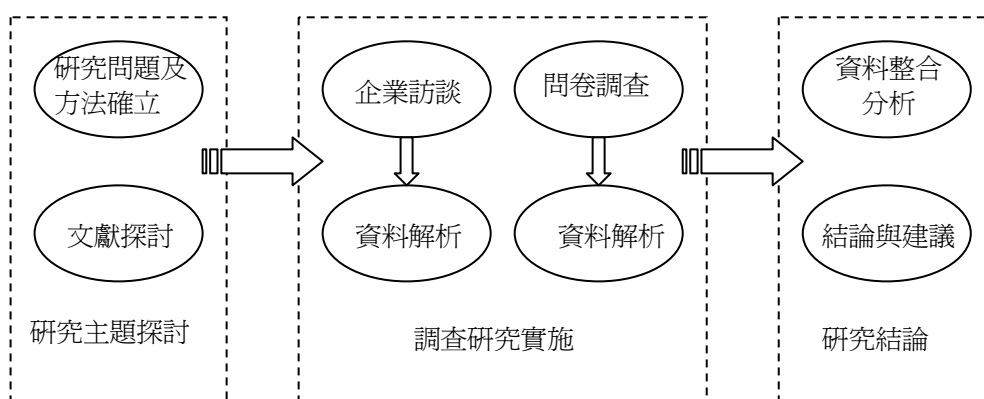 研究問題及
方法確立
文獻探討
研究主題探討
企業訪談
問卷調查
資料解析
資料解析
調查研究實施
資料整合
分析
結論與建議
研究結論